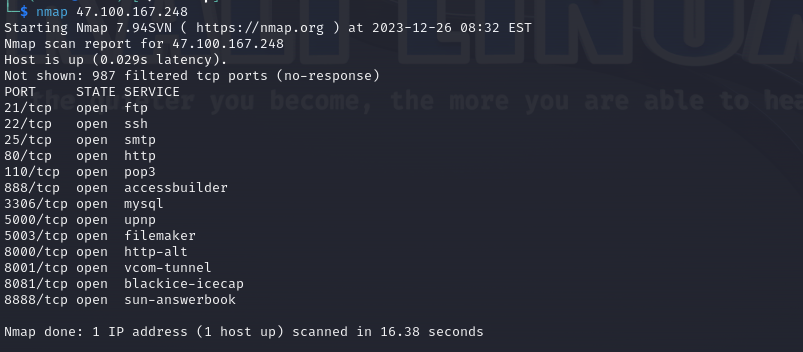 └─$ nmap 47.100.167.248
Starting Nmap 7.94SVN ( https://nmap.org ) at 2023-12-26 08:32 EST
Nmap scan report for 47.100.167.248
Host is up (0.029s latency).
Not shown: 987 filtered tcp ports (no-response)
PORT     STATE SERVICE
21/tcp   open  ftp
22/tcp   open  ssh
25/tcp   open  smtp
80/tcp   open  http
110/tcp  open  pop3
888/tcp  open  accessbuilder
3306/tcp open  mysql
5000/tcp open  upnp
5003/tcp open  filemaker
8000/tcp open  http-alt
8001/tcp open  vcom-tunnel
8081/tcp open  blackice-icecap
8888/tcp open  sun-answerbook
Nmap done: 1 IP address (1 host up) scanned in 16.38 seconds
you become, the more you are able to